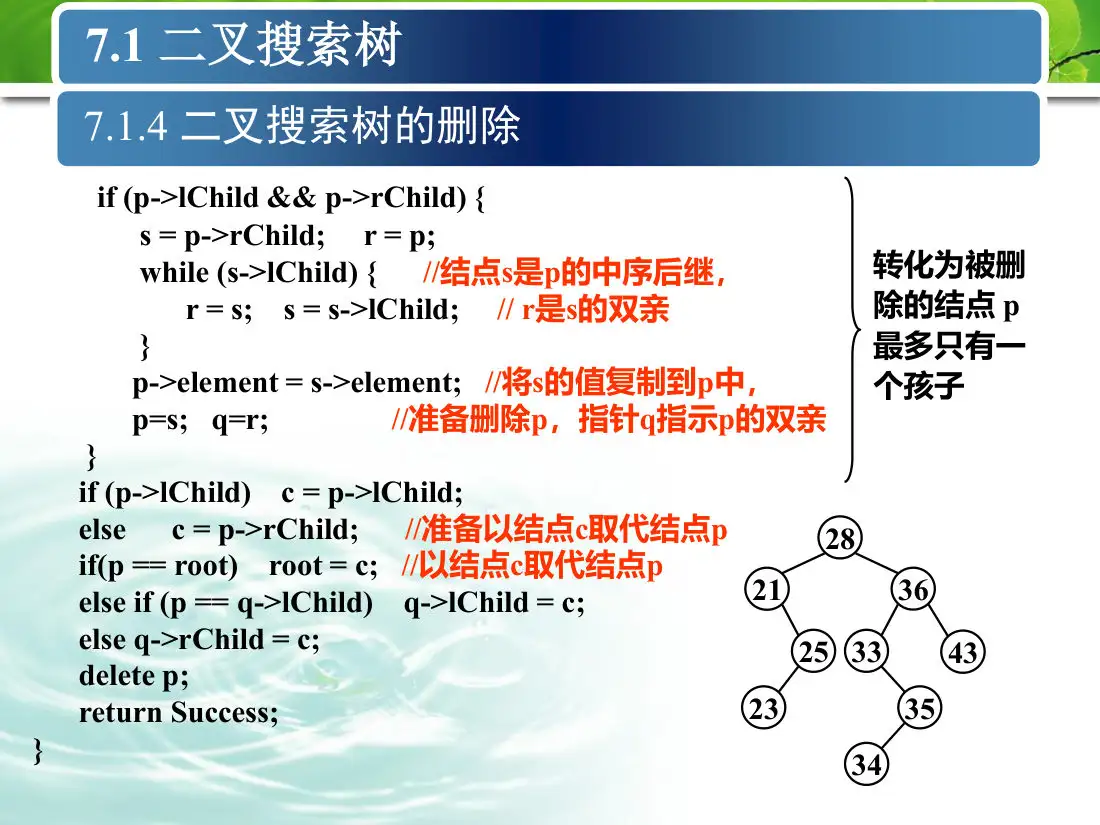 7.1 二叉搜索树
7.1.4 二叉搜索树的删除
if (p->lChild && p->rChild) {
s = p->rChild; r = p;
while (s->lChild) { //结点s是p的中序后继，
r = s; s = s->lChild; // r是s的双亲
}
p->element = s->element; //将s的值复制到p中，
p=s; q=r; //准备删除p，指针q指示p的双亲
}
if (p->lChild) c = p->lChild;
else c = p->rChild; //准备以结点c取代结点p
if(p == root) root = c; //以结点c取代结点p
else if (p == q->lChild) q->lChild = c;
else q->rChild = c;
delete p;
return Success;
}
转化为被删
除的结点 p
最多只有一
个孩子
28
21 36
25 33 43
23 35
34